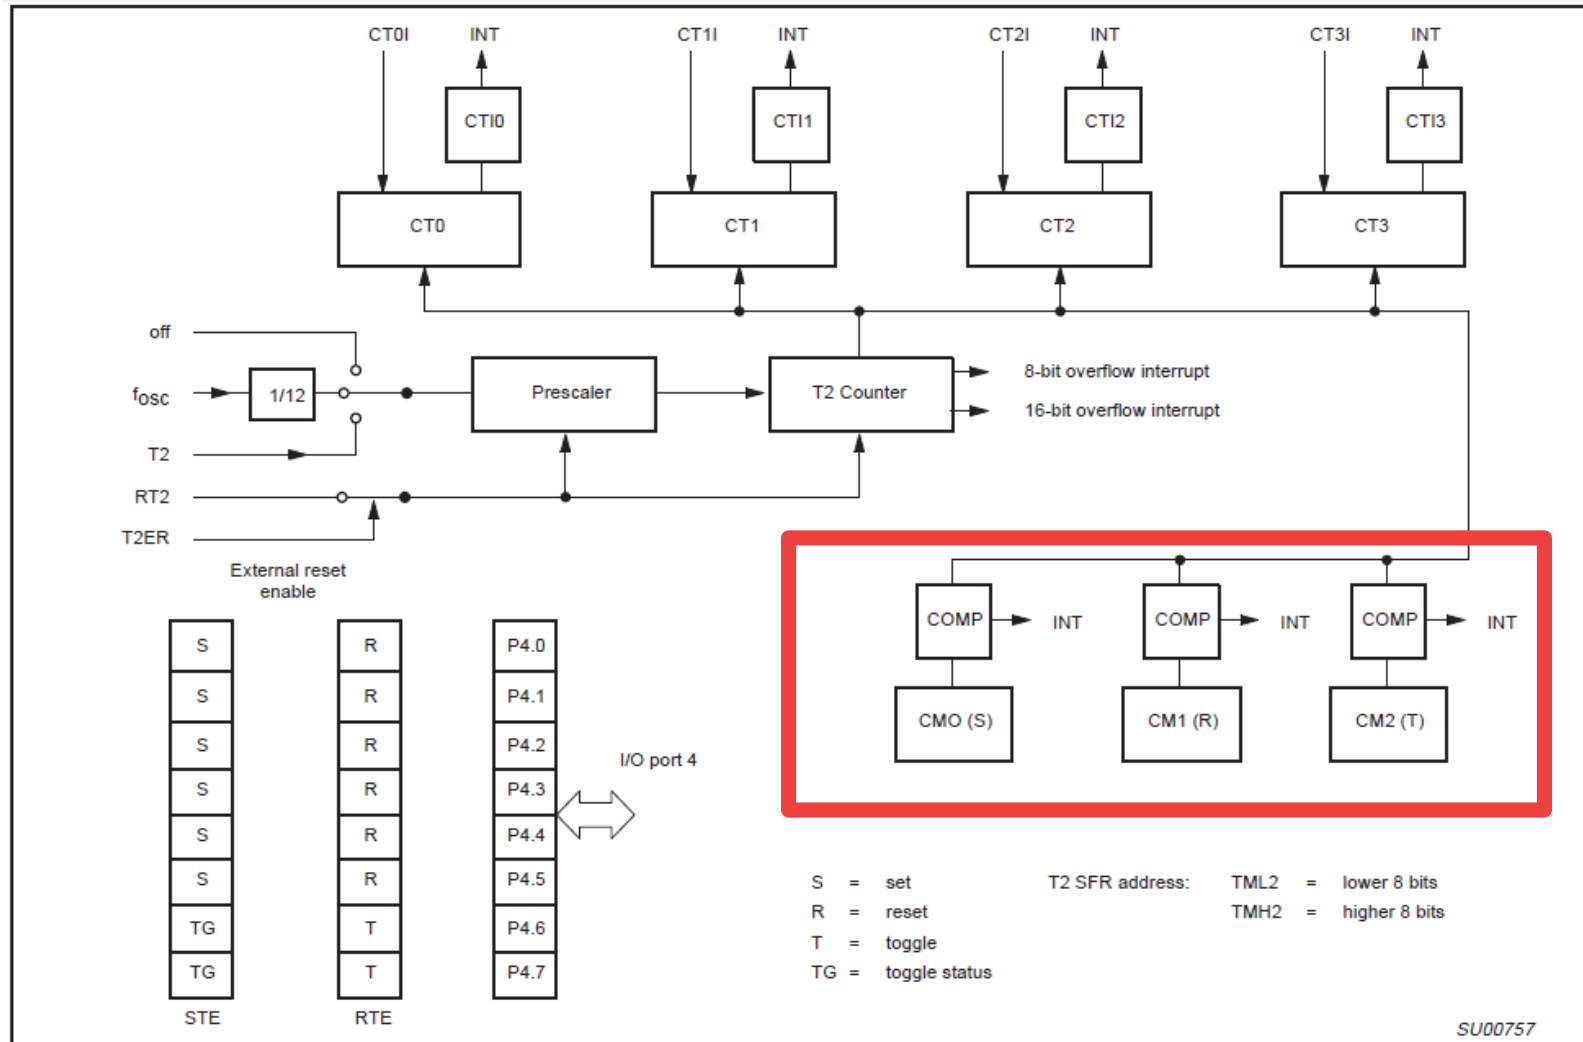 CT0I INT CT1I INT CT2I INT CT3I INT
CTI0 CTI1 CTI2 CTI3
CT0 CT1 CT2 CT3
off
fosc 1/12 Prescaler T2 Counter 8-bit overflow interrupt
16-bit overflow interrupt
T2
RT2
T2ER
External reset
enable
COMP INT COMP INT COMP INT
CMO (S) CM1 (R) CM2 (T)
S R P4.0
S R P4.1
S R P4.2
I/O port 4
S R P4.3
S R P4.4
S R P4.5
TG T P4.6
TG T P4.7
STE RTE
S = set T2 SFR address: TML2 = lower 8 bits
R = reset TMH2 = higher 8 bits
T = toggle
TG = toggle status
SU00757